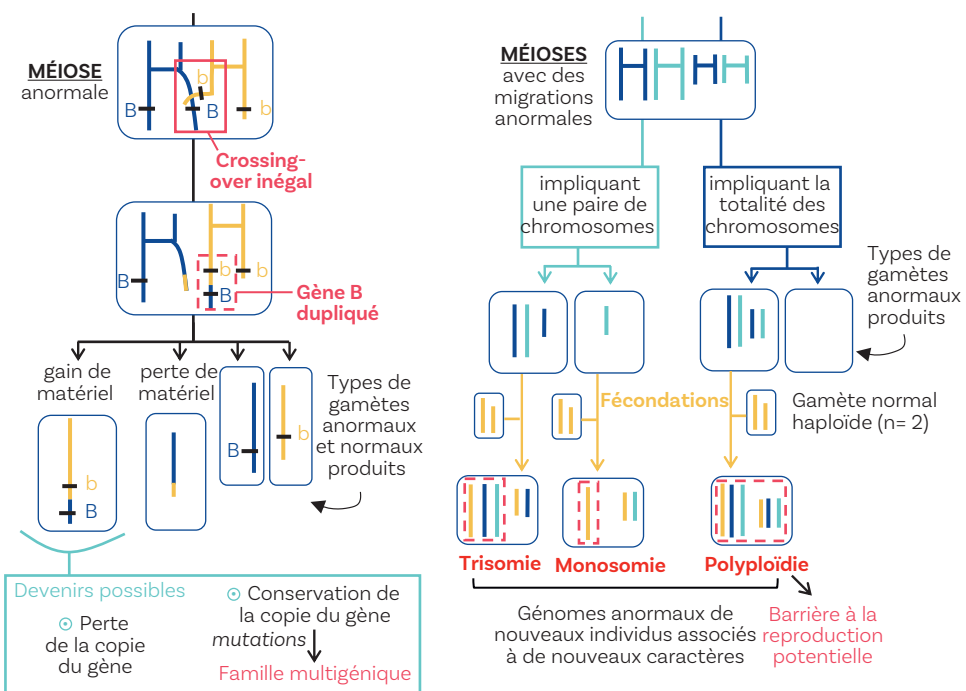 MÉIOSE
anormale
B
b
B
b
Crossing-
over inégal
B
b
b
B
Gène B
dupliqué
gain de
matériel
perte de
matériel
b
B
B
b
Types de
gamètes
anormaux
et normaux
produits
Devenirs possibles
Perte
de la copie
du gène
Conservation de
la copie du gène
mutations
Famille multigénique
MÉIOSES
avec des
migrations
anormales
impliquant
une paire de
chromosomes
impliquant la
totalité des
chromosomes
Types de
gamètes
anormaux
produits
Fécondations
Gamète normal
haploïde (n= 2)
Trisomie
Monosomie
Polyploïdie
Génomes anormaux de
nouveaux individus associés
à de nouveaux caractères
Barrière à la
reproduction
potentielle